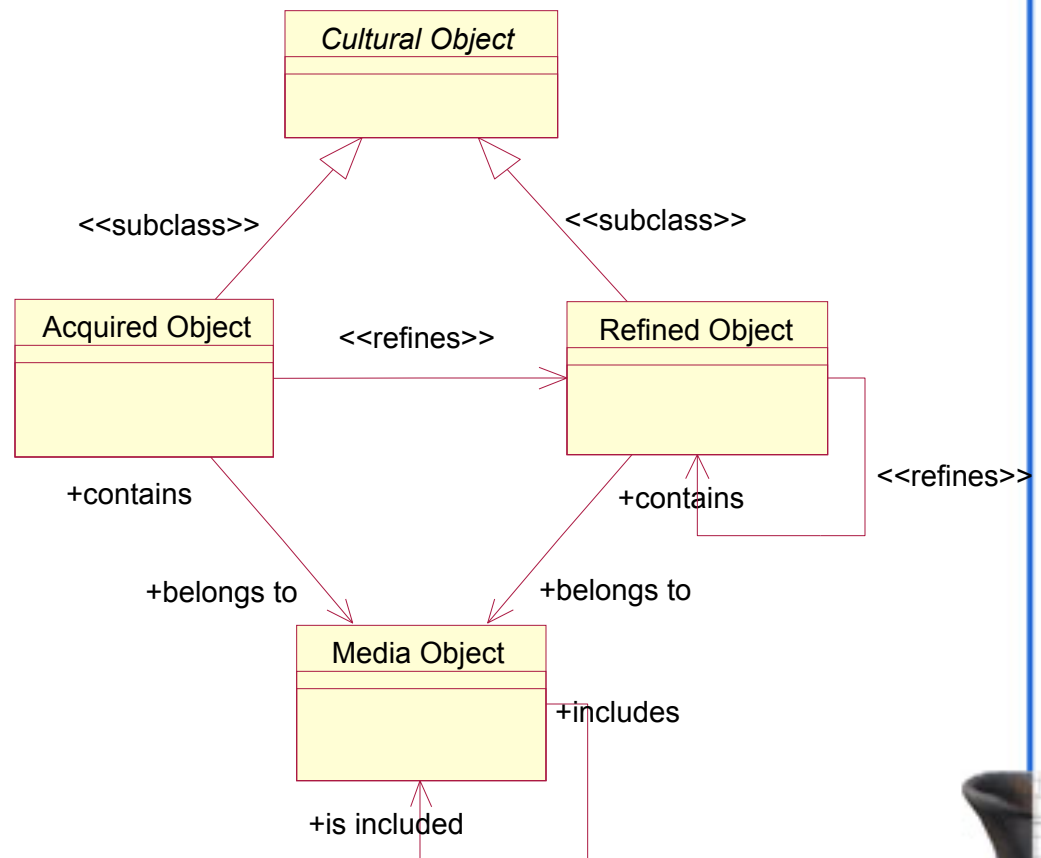 Cultural Object
<<subclass>>
<<subclass>>
Acquired Object
<<refines>>
Refined Object
+contains
+contains
<<refines>>
+belongs to
+belongs to
Media Object
+includes
+is included